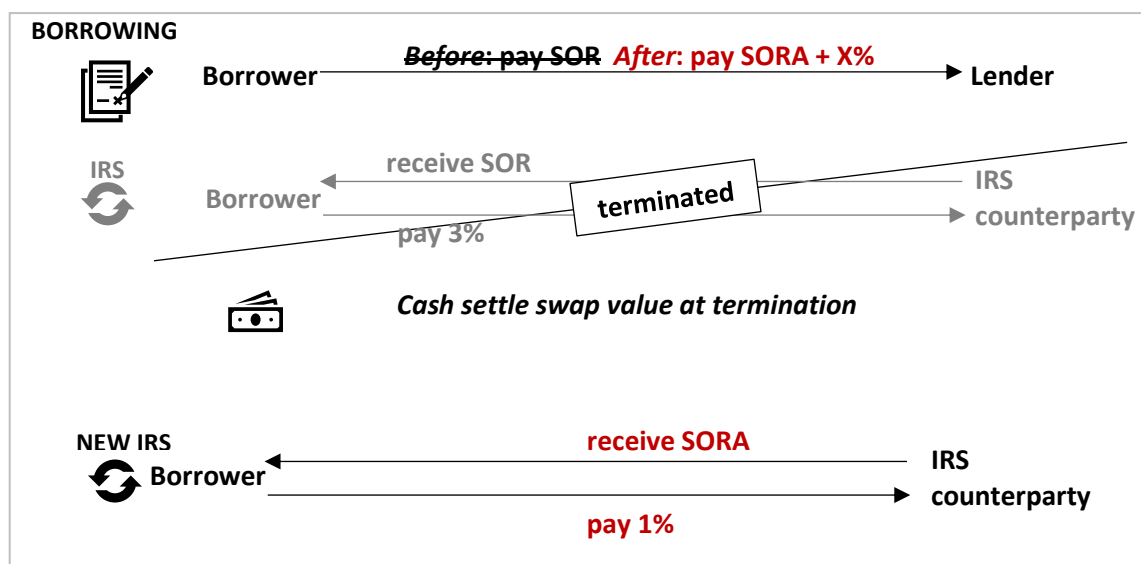 BORROWING
Before: pay SOR After: pay SORA + X%
Borrower Lender
IRS
receive SOR
Borrower
IRS
counterparty
terminated
pay 3%
Cash settle swap value at termination
NEW IRS
receive SORA
Borrower
IRS
counterparty
pay 1%